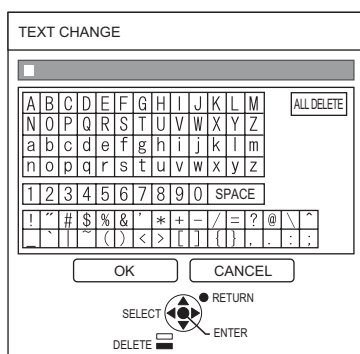 TEXT CHANGE
A B C D E F G H I J K L M ALL DELETE
N O P Q R S T U V W X Y Z
a b c d e f g h i j k l m
n o p q r s t u v w x y z
1 2 3 4 5 6 7 8 9 0 SPACE
! ˝ # $ % & ' * + − / = ? @ \ ^
_ ` | ~ ( ) < > [ ] { } , . : ;
OK CANCEL
RETURN
SELECT
ENTER
DELETE